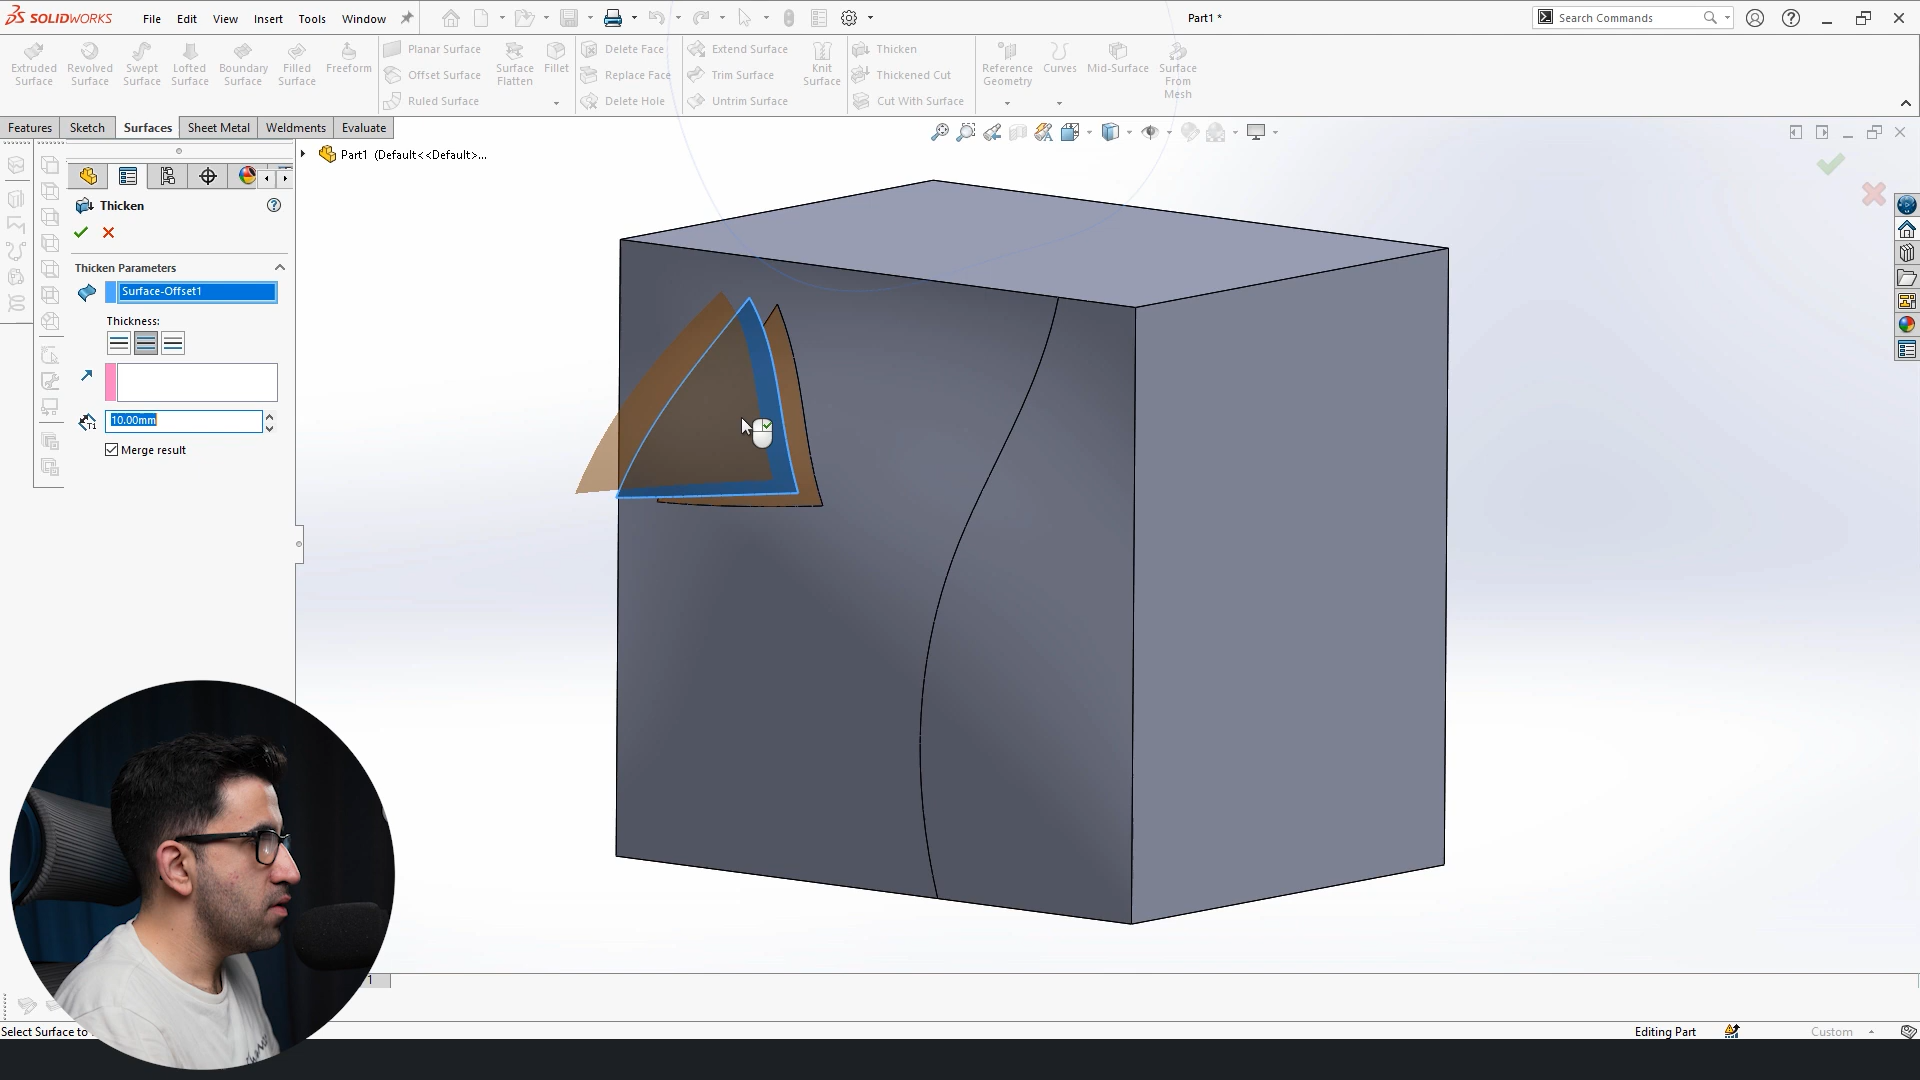 SOLIDWORKS File Edit View Insert Tools Window
Part1 *
Search Commands
Extruded Surface
Revolved Surface
Swept Surface
Lofted Surface
Boundary Surface
Filled Surface
Freeform
Planar Surface
Offset Surface
Ruled Surface
Surface Flatten
Fillet
Delete Face
Replace Face
Delete Hole
Extend Surface
Trim Surface
Untrim Surface
Knit Surface
Thicken
Thickened Cut
Cut With Surface
Reference Geometry
Curves
Mid-Surface
Surface From Mesh
Features Sketch Surfaces Sheet Metal Weldments Evaluate
Part1 (Default<<Default>...
Thicken
Thicken Parameters
Surface-Offset1
Thickness:
T1
10.00mm
Merge result
1
Select Surface to
Editing Part
Custom